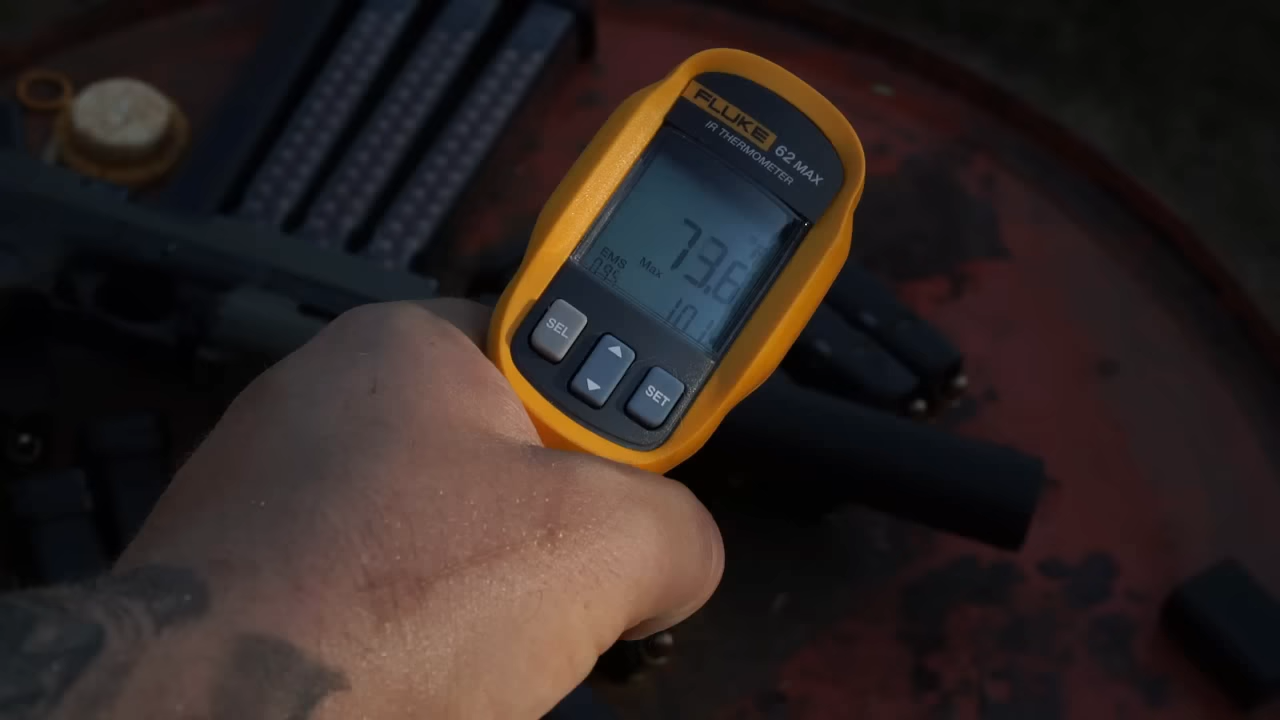 FLUKE
62 MAX
IR THERMOMETER
73.6
EMS
0.95
Max
SEL
SET